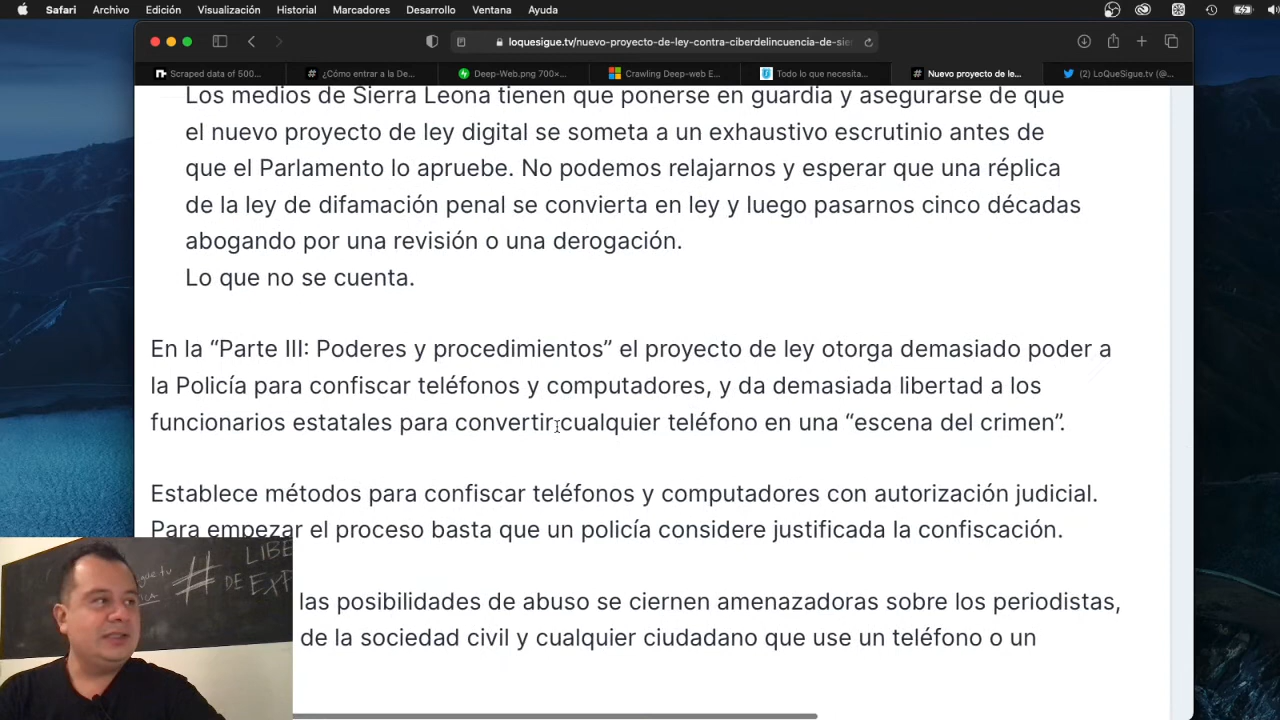 Safari Archivo Edición Visualización Historial Marcadores Desarrollo Ventana Ayuda
loquesigue.tv/nuevo-proyecto-de-ley-contra-ciberdelincuencia-de-sier
Scraped data of 500... # ¿Cómo entrar a la De... Deep-Web.png 700×... Crawling Deep-web E... Todo lo que necesita... # Nuevo proyecto de le... (2) LoQueSigue.tv (@...
Los medios de Sierra Leona tienen que ponerse en guardia y asegurarse de que
el nuevo proyecto de ley digital se someta a un exhaustivo escrutinio antes de
que el Parlamento lo apruebe. No podemos relajarnos y esperar que una réplica
de la ley de difamación penal se convierta en ley y luego pasarnos cinco décadas
abogando por una revisión o una derogación.
Lo que no se cuenta.
En la “Parte III: Poderes y procedimientos” el proyecto de ley otorga demasiado poder a
la Policía para confiscar teléfonos y computadores, y da demasiada libertad a los
funcionarios estatales para convertir cualquier teléfono en una “escena del crimen”.
Establece métodos para confiscar teléfonos y computadores con autorización judicial.
Para empezar el proceso basta que un policía considere justificada la confiscación.
las posibilidades de abuso se ciernen amenazadoras sobre los periodistas,
de la sociedad civil y cualquier ciudadano que use un teléfono o un
# LIBE
DE EXP